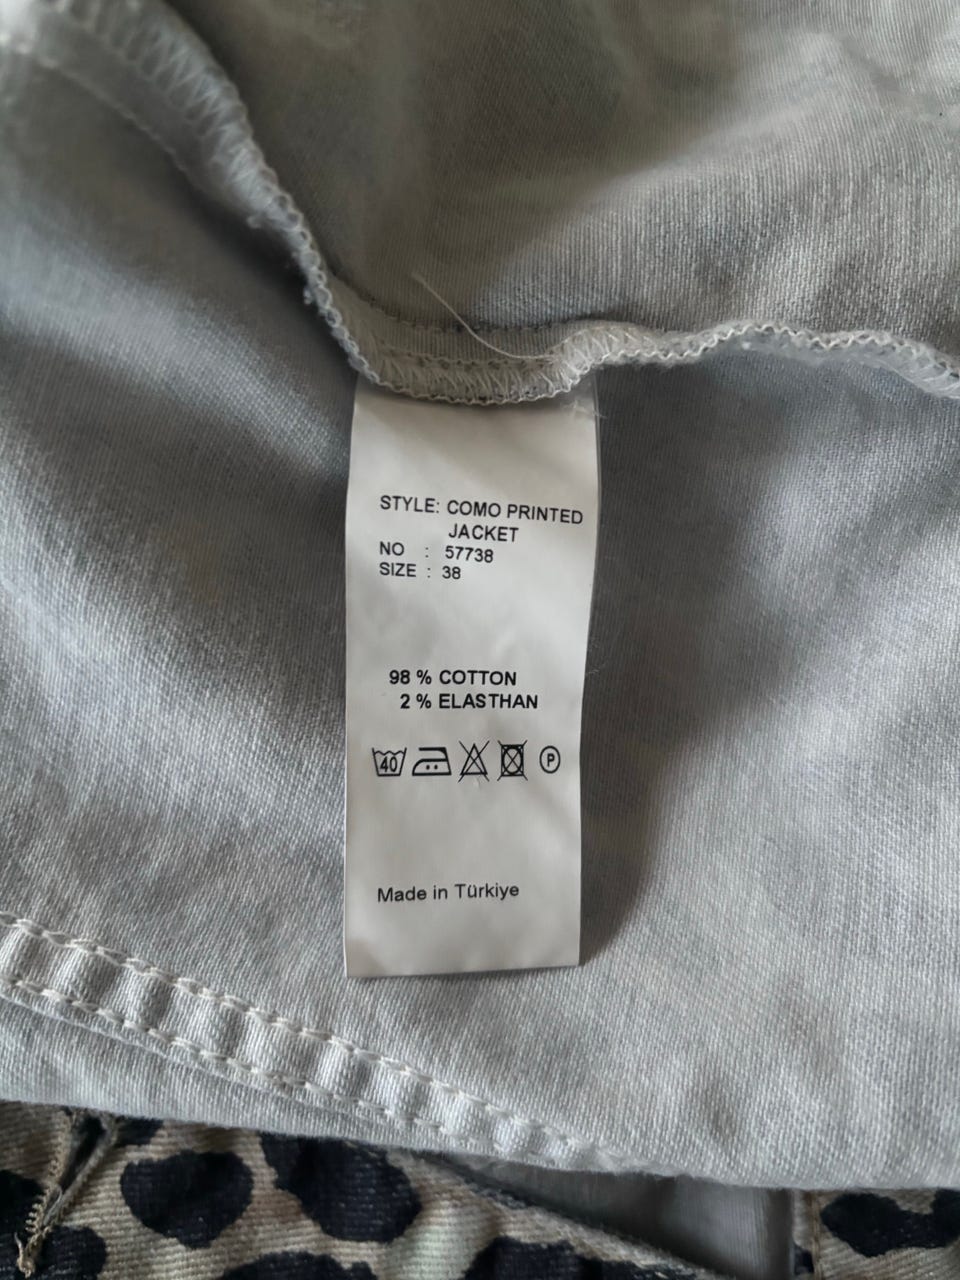 STYLE: COMO PRINTED
JACKET
NO : 57738
SIZE : 38
98 % COTTON
2 % ELASTHAN
40 P
Made in Türkiye